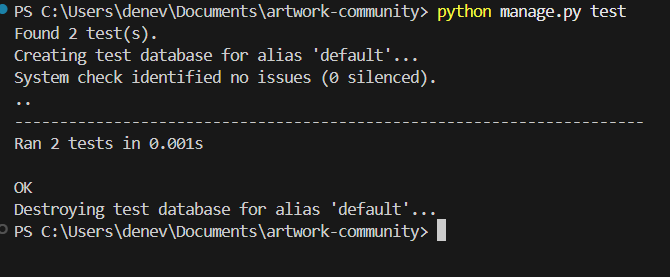 PS C:\Users\denev\Documents\artwork-community> python manage.py test
Found 2 test(s).
Creating test database for alias 'default'...
System check identified no issues (0 silenced).
..
----------------------------------------------------------------------
Ran 2 tests in 0.001s

OK
Destroying test database for alias 'default'...
PS C:\Users\denev\Documents\artwork-community>